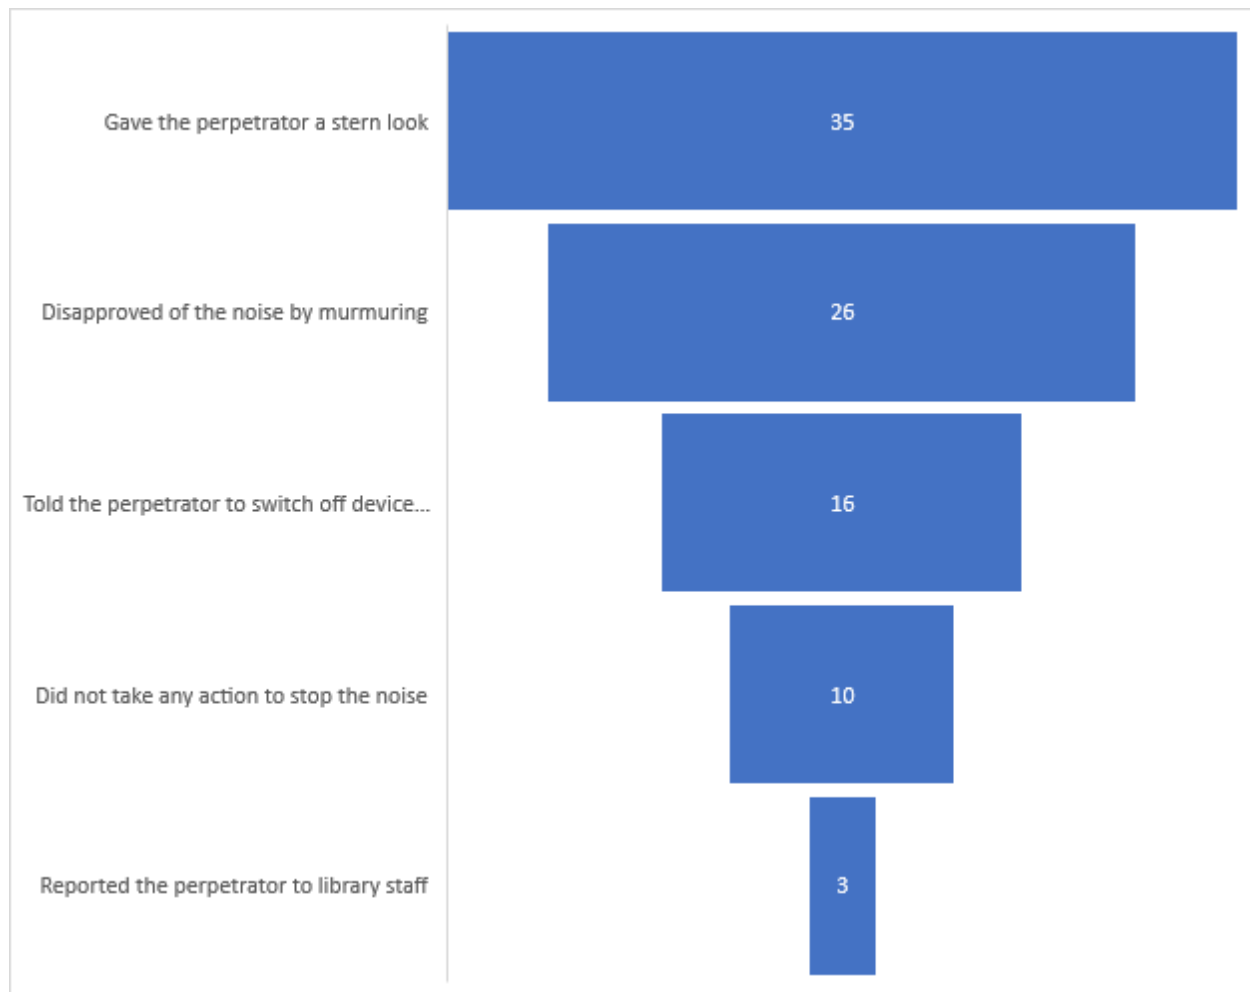 Gave the perpetrator a stern look
35
Disapproved of the noise by murmuring
26
Told the perpetrator to switch off device...
16
Did not take any action to stop the noise
10
Reported the perpetrator to library staff
3